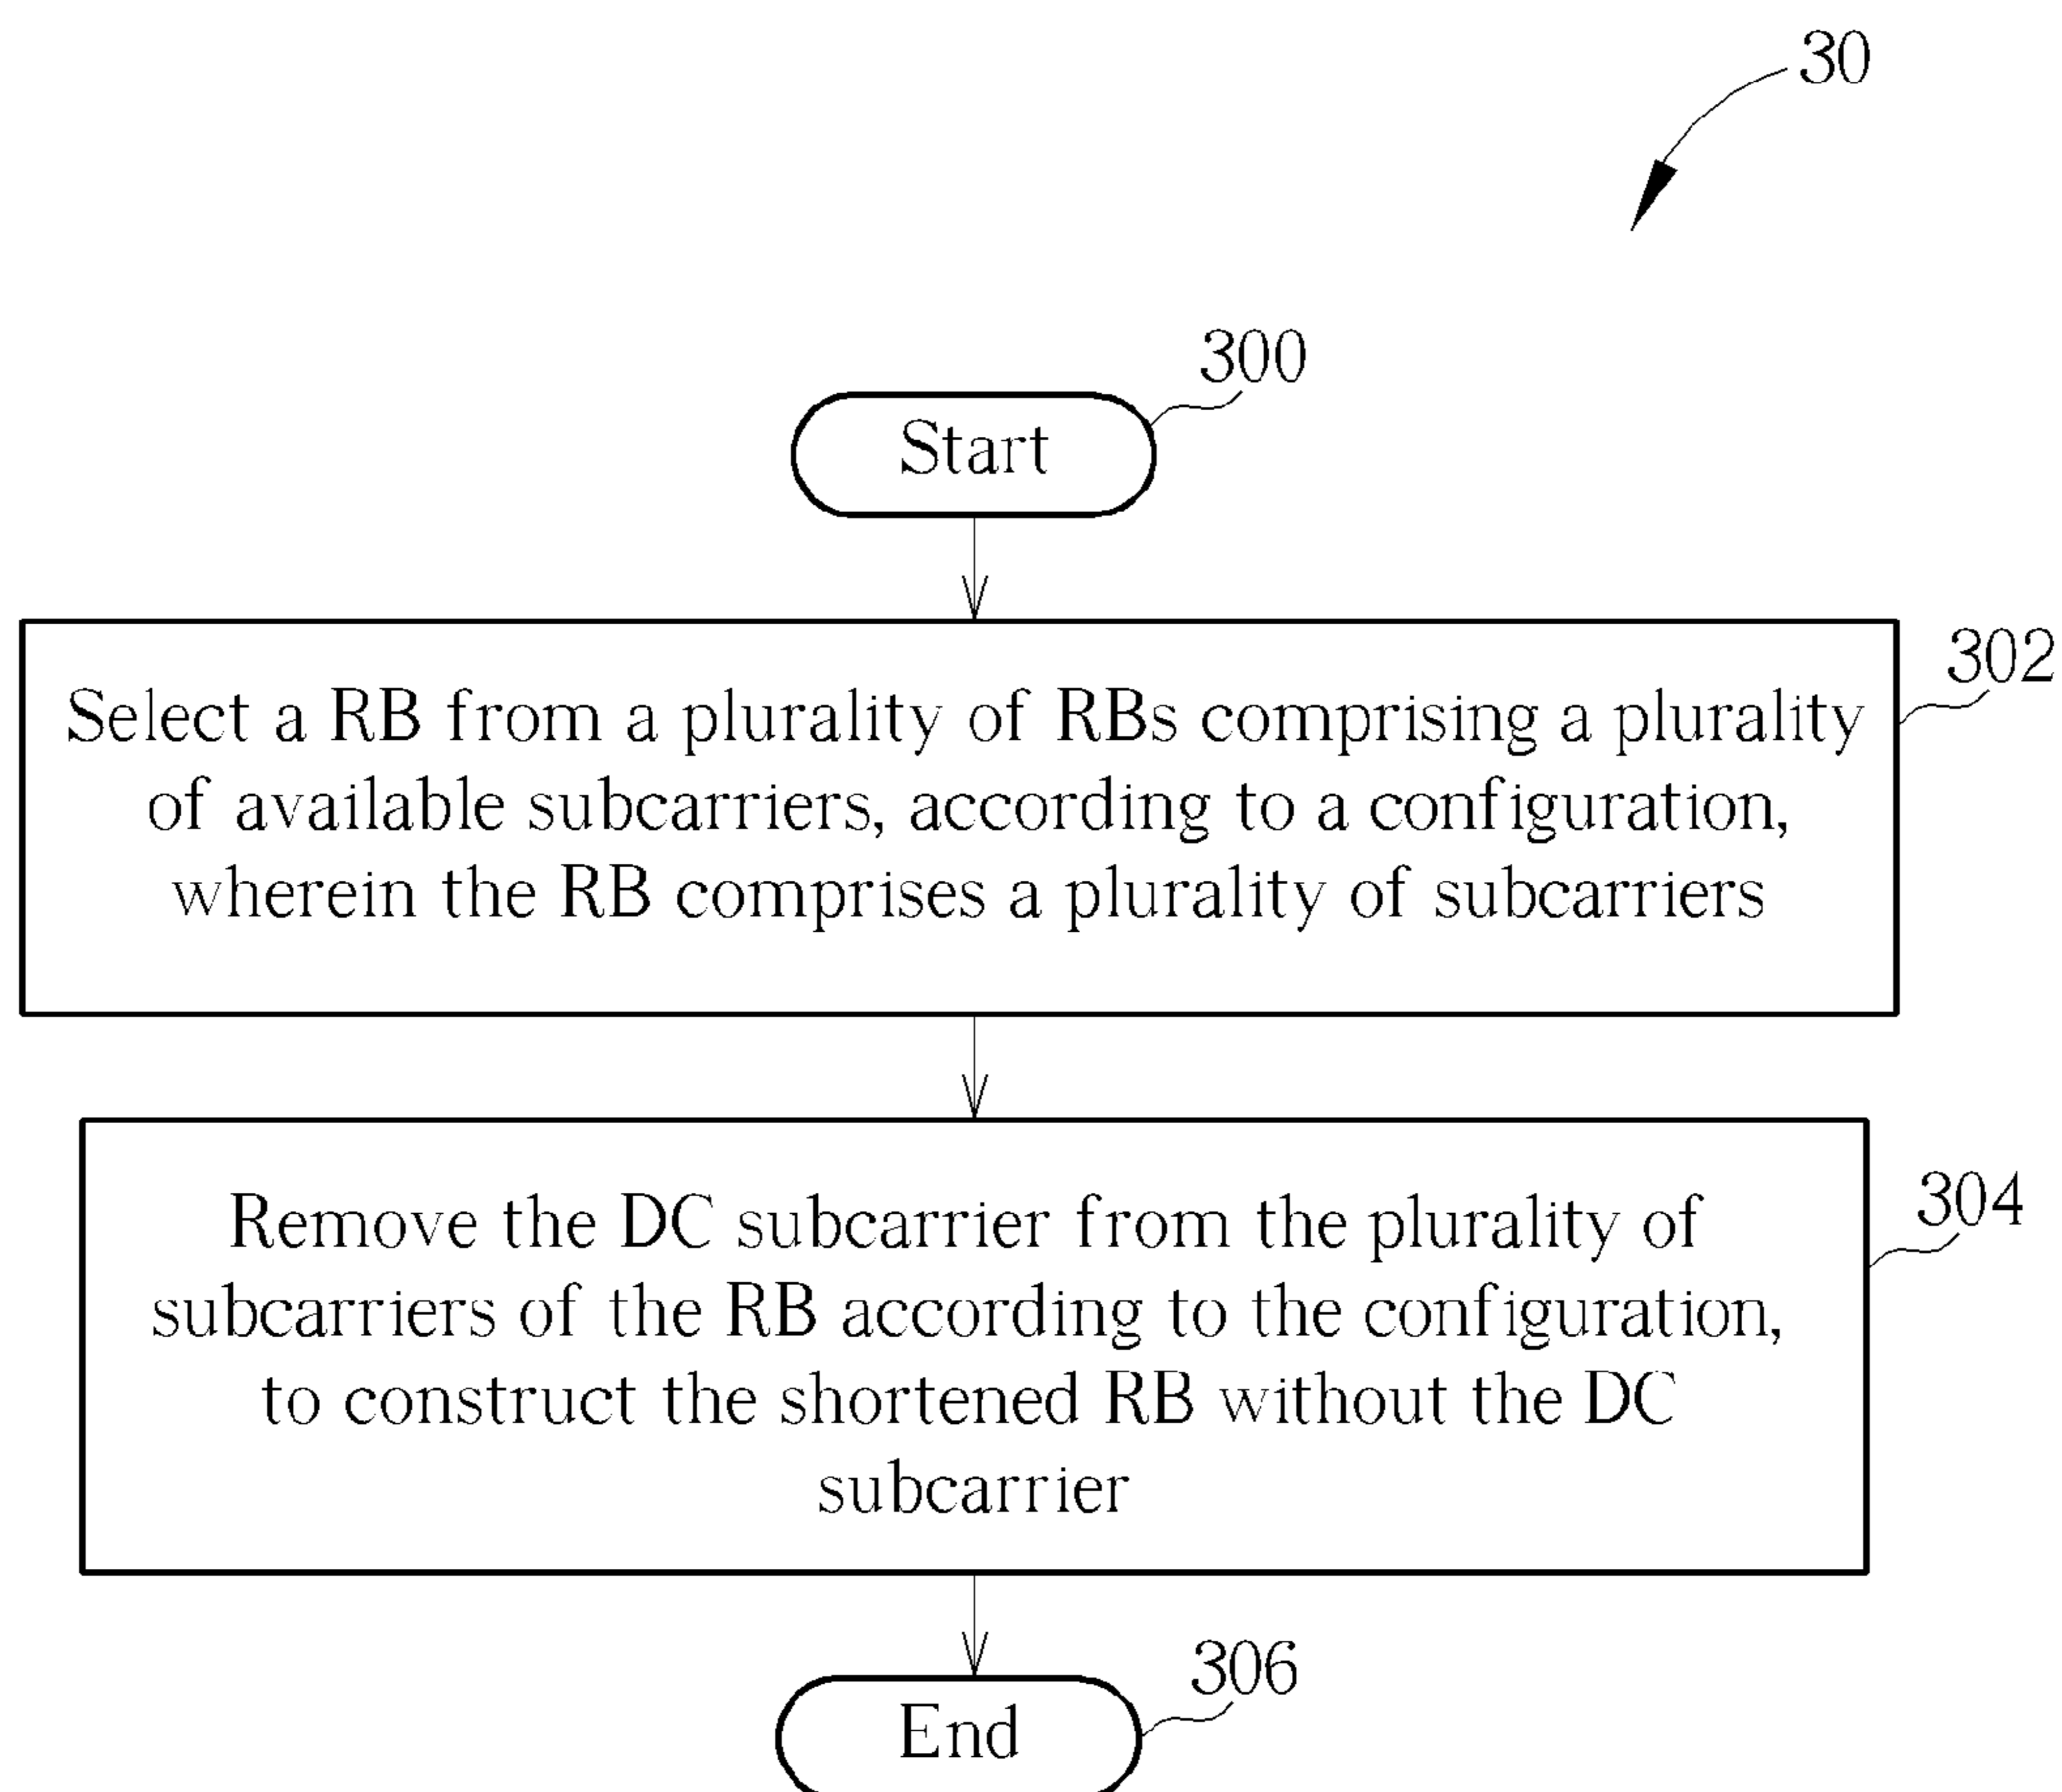 30
300
Start
302
Select a RB from a plurality of RBs comprising a plurality
of available subcarriers, according to a configuration,
wherein the RB comprises a plurality of subcarriers
304
Remove the DC subcarrier from the plurality of
subcarriers of the RB according to the configuration,
to construct the shortened RB without the DC
subcarrier
306
End